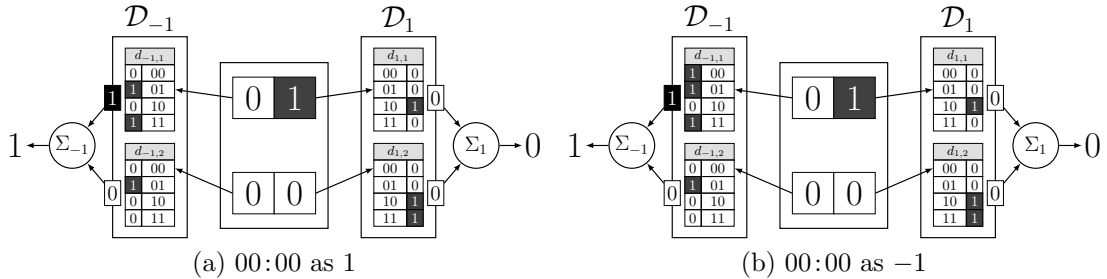 𝒟₋₁ 𝒟₁ 𝒟₋₁ 𝒟₁
d₋₁,₁ d₁,₁ d₋₁,₁ d₁,₁
0 00 00 0 1 00 00 0
1 01 01 0 1 01 01 0
0 10 10 1 0 10 10 1
1 11 11 0 1 11 11 0
1 0 1 0 1 0 1 0
1 Σ₋₁ Σ₁ 0 1 Σ₋₁ Σ₁ 0
d₋₁,₂ d₁,₂ d₋₁,₂ d₁,₂
0 00 00 0 0 00 00 0
1 01 01 0 1 01 01 0
0 10 10 1 0 10 10 1
0 11 11 1 0 11 11 1
0 0 0 0 0 0 0 0
(a) 00:00 as 1 (b) 00:00 as −1